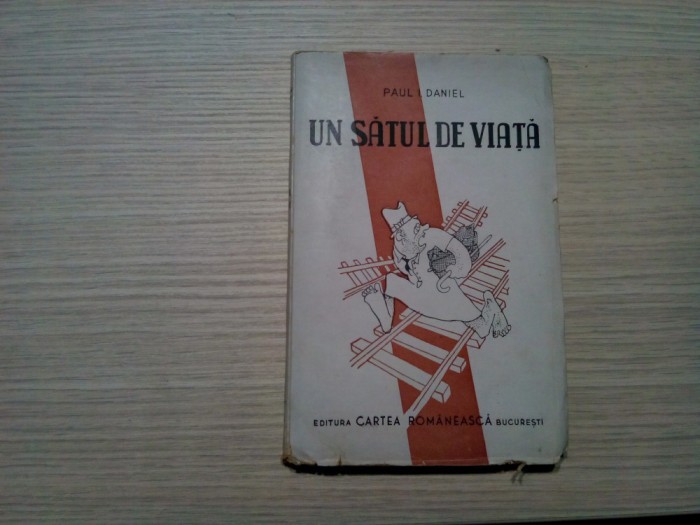 PAUL I. DANIEL
UN SĂTUL DE VIAȚĂ
EDITURA CARTEA ROMÂNEASCĂ BUCUREȘTI